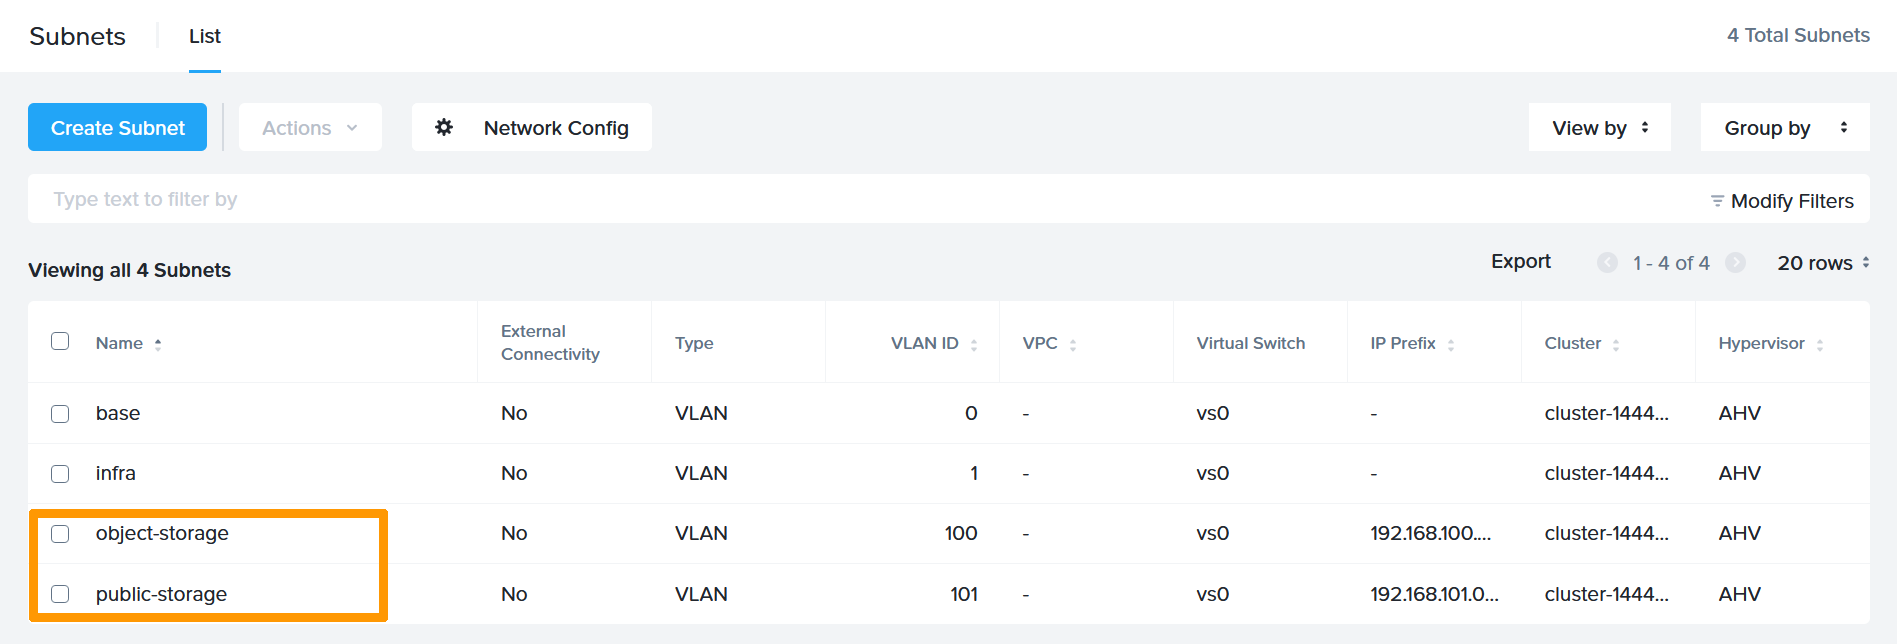 Subnets List 4 Total Subnets
Create Subnet Actions Network Config View by Group by
Type text to filter by Modify Filters
Viewing all 4 Subnets Export 1 - 4 of 4 20 rows
Name External Connectivity Type VLAN ID VPC Virtual Switch IP Prefix Cluster Hypervisor
base No VLAN 0 - vs0 - cluster-1444... AHV
infra No VLAN 1 - vs0 - cluster-1444... AHV
object-storage No VLAN 100 - vs0 192.168.100.... cluster-1444... AHV
public-storage No VLAN 101 - vs0 192.168.101.0... cluster-1444... AHV